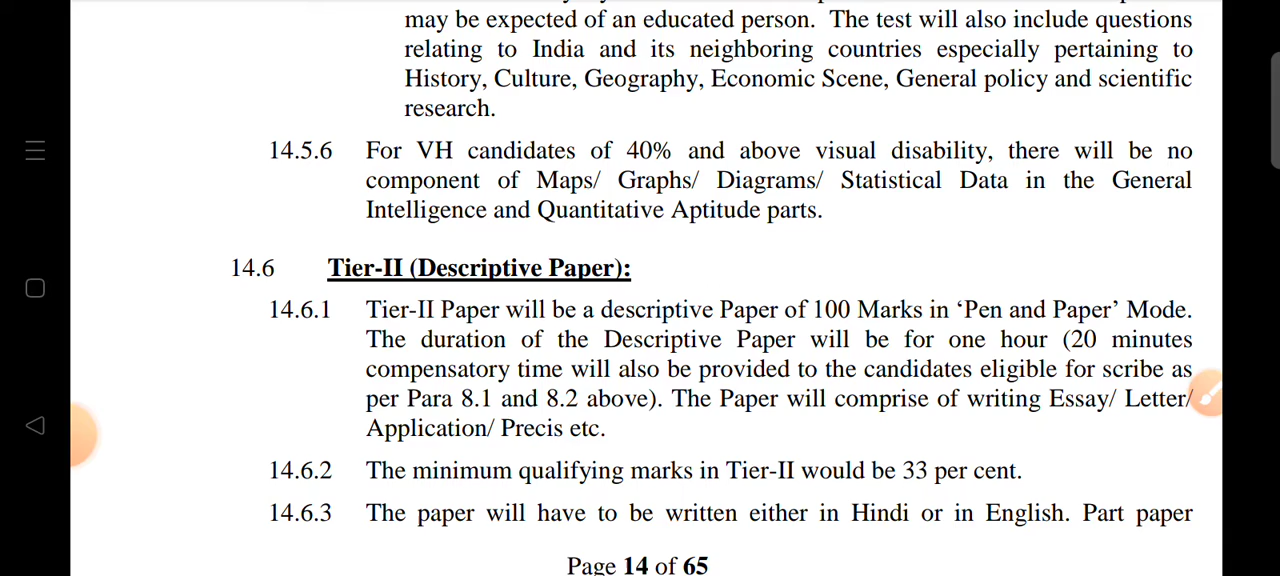 may be expected of an educated person. The test will also include questions
relating to India and its neighboring countries especially pertaining to
History, Culture, Geography, Economic Scene, General policy and scientific
research.
14.5.6 For VH candidates of 40% and above visual disability, there will be no
component of Maps/ Graphs/ Diagrams/ Statistical Data in the General
Intelligence and Quantitative Aptitude parts.
14.6 Tier-II (Descriptive Paper):
14.6.1 Tier-II Paper will be a descriptive Paper of 100 Marks in ‘Pen and Paper’ Mode.
The duration of the Descriptive Paper will be for one hour (20 minutes
compensatory time will also be provided to the candidates eligible for scribe as
per Para 8.1 and 8.2 above). The Paper will comprise of writing Essay/ Letter/
Application/ Precis etc.
14.6.2 The minimum qualifying marks in Tier-II would be 33 per cent.
14.6.3 The paper will have to be written either in Hindi or in English. Part paper
Page 14 of 65